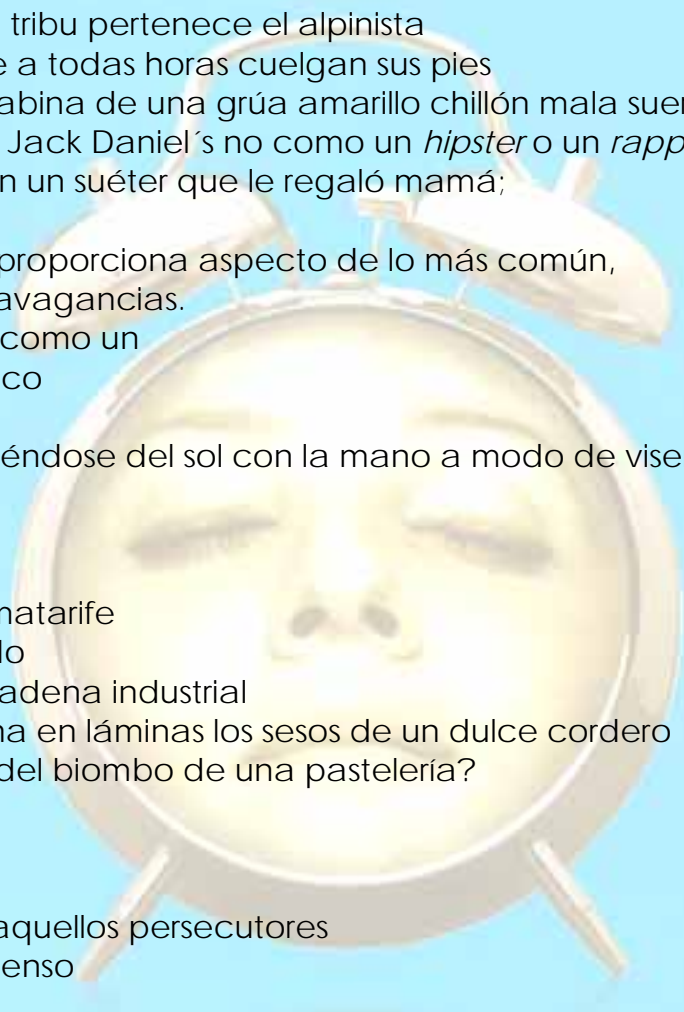 tribu pertenece el alpinista
e a todas horas cuelgan sus pies
abina de una grúa amarillo chillón mala suer
Jack Daniel´s no como un hipster o un rapp
n un suéter que le regaló mamá;
proporciona aspecto de lo más común,
avagancias.
como un
co
éndose del sol con la mano a modo de vise
natarife
lo
adena industrial
na en láminas los sesos de un dulce cordero
del biombo de una pastelería?
aquellos persecutores
enso